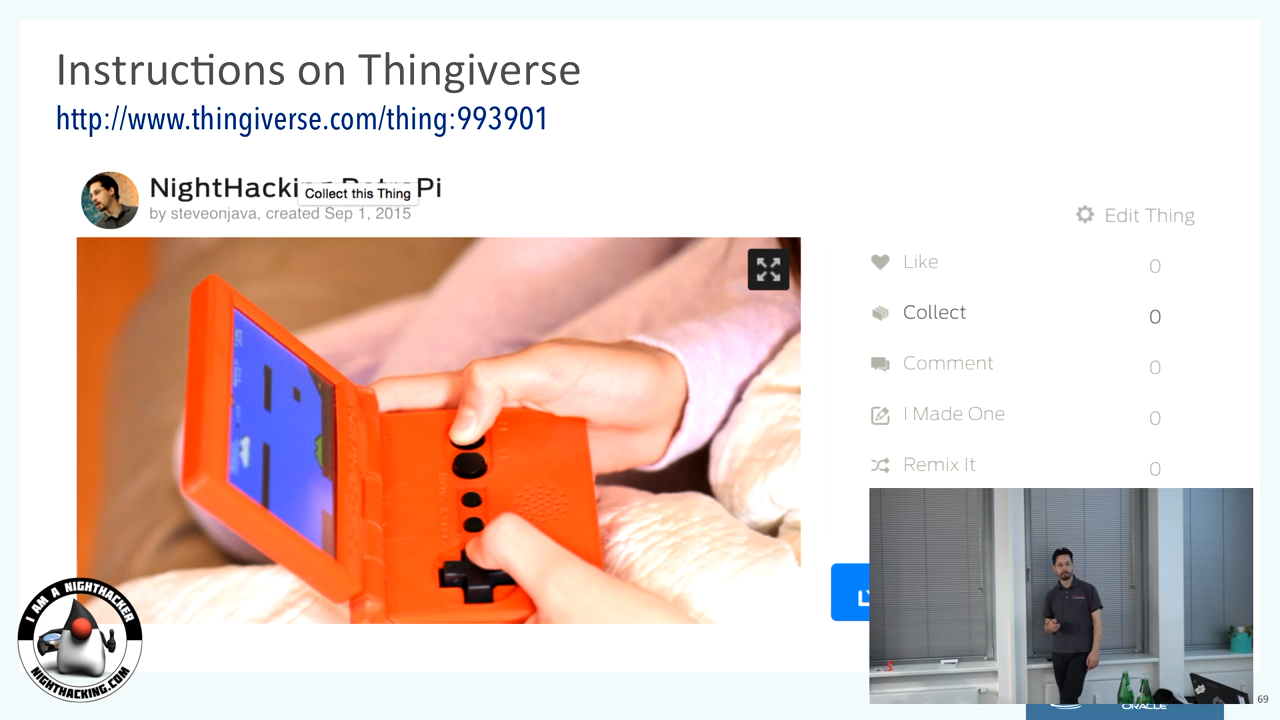 Instructions on Thingiverse
http://www.thingiverse.com/thing:993901
NightHacking RetroPi
Collect this Thing
by steveonjava, created Sep 1, 2015
Edit Thing
Like 0
Collect 0
Comment 0
I Made One 0
Remix It 0
I AM A NIGHTHACKER
NIGHTHACKING.COM
ORACLE
69